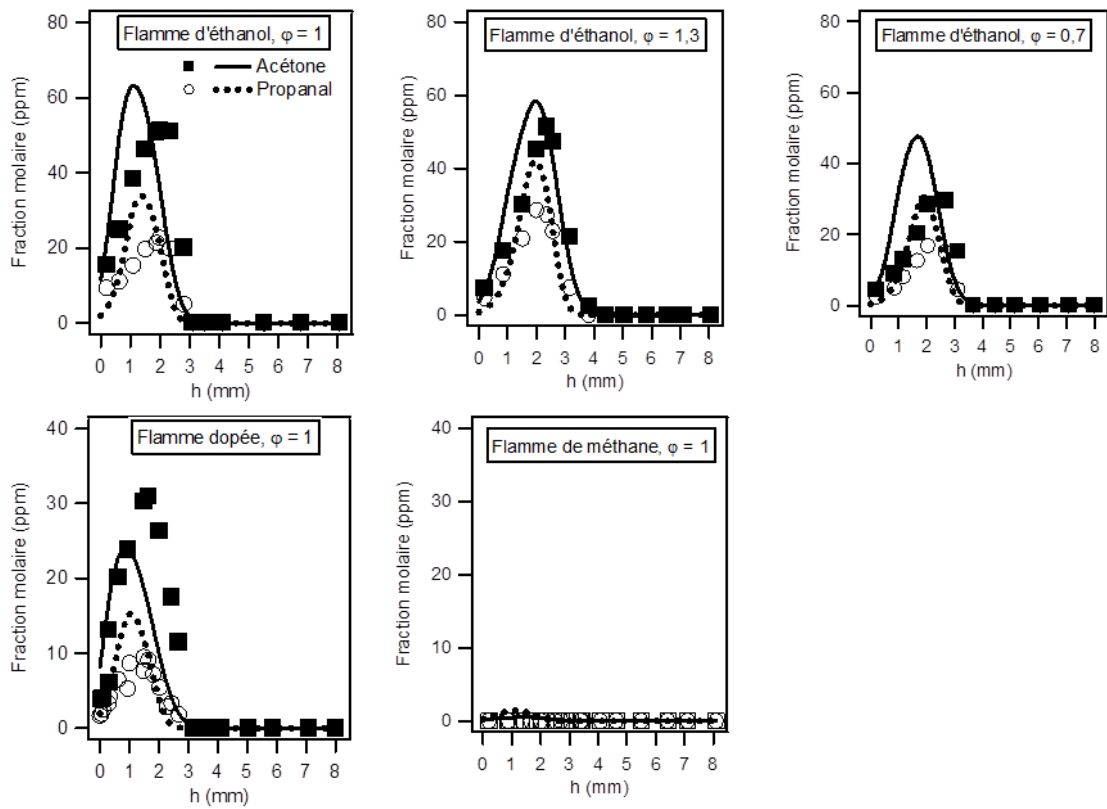 Flamme d'éthanol, φ = 1
Acétone
Propanal
Fraction molaire (ppm)
80
60
40
20
0
0 1 2 3 4 5 6 7 8
h (mm)
Flamme d'éthanol, φ = 1,3
Fraction molaire (ppm)
80
60
40
20
0
0 1 2 3 4 5 6 7 8
h (mm)
Flamme d'éthanol, φ = 0,7
Fraction molaire (ppm)
80
60
40
20
0
0 1 2 3 4 5 6 7 8
h (mm)
Flamme dopée, φ = 1
Fraction molaire (ppm)
40
30
20
10
0
0 1 2 3 4 5 6 7 8
h (mm)
Flamme de méthane, φ = 1
Fraction molaire (ppm)
40
30
20
10
0
0 1 2 3 4 5 6 7 8
h (mm)